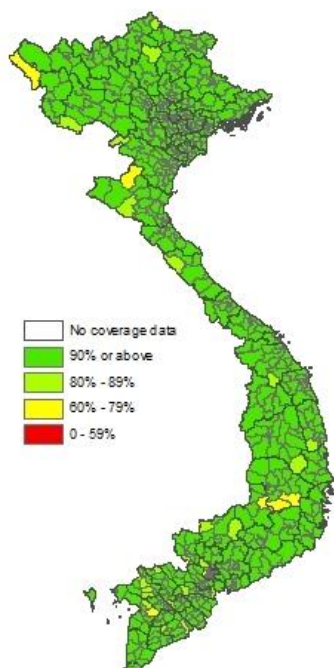 No coverage data
90% or above
80% - 89%
60% - 79%
0 - 59%